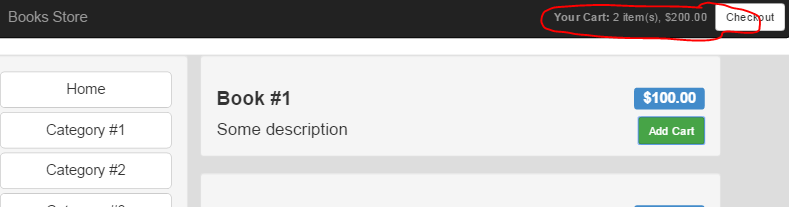 Books Store
Your Cart: 2 item(s), $200.00
Checkout
Home
Category #1
Category #2
Book #1
$100.00
Some description
Add Cart